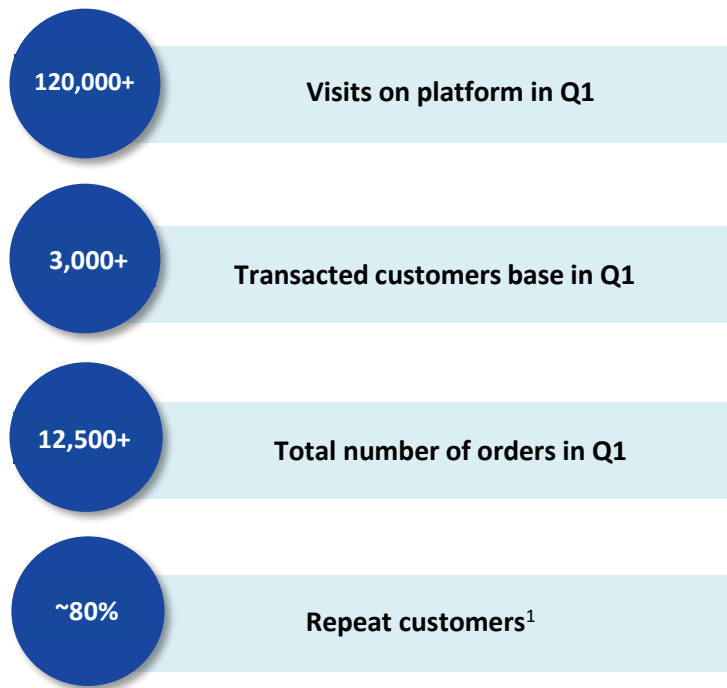 120,000+
Visits on platform in Q1
3,000+
Transacted customers base in Q1
12,500+
Total number of orders in Q1
~80%
Repeat customers¹